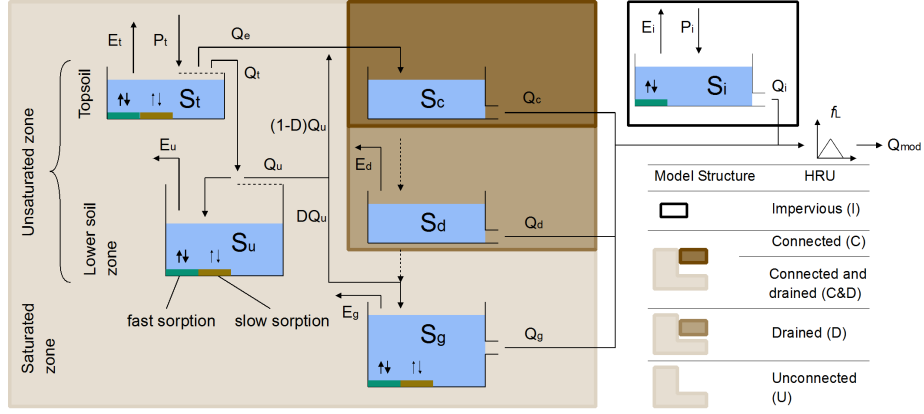 Et
Pt
Qe
Qt
St
Topsoil
Unsaturated zone
Lower soil
zone
Saturated
zone
Eu
Qu
Su
(1-D)Qu
DQu
fast sorption
slow sorption
Sc
Qc
Ed
Sd
Qd
Eg
Sg
Qg
Ei
Pi
Si
Qi
fL
Qmod
Model Structure
HRU
Impervious (I)
Connected (C)
Connected and
drained (C&D)
Drained (D)
Unconnected
(U)